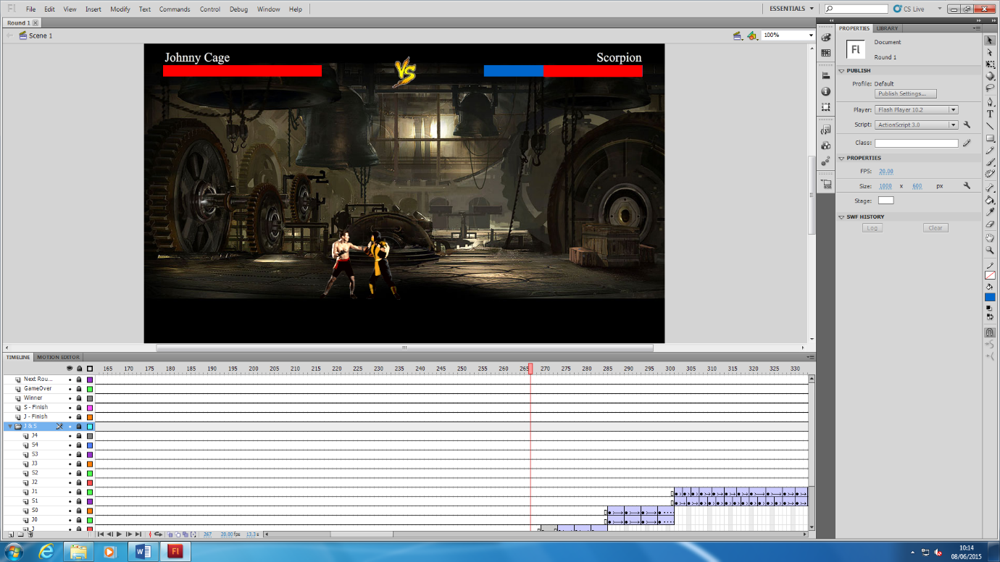 Fl File Edit View Insert Modify Text Commands Control Debug Window Help ESSENTIALS CS Live
Round 1
Scene 1 100%
PROPERTIES LIBRARY
Fl Document
Round 1
PUBLISH
Profile: Default
Publish Settings...
Player: Flash Player 10.2
Script: ActionScript 3.0
Class:
PROPERTIES
FPS: 20.00
Size: 1000 x 600 px
Stage:
SWF HISTORY
Log Clear
Johnny Cage VS Scorpion
TIMELINE MOTION EDITOR
165 170 175 180 185 190 195 200 205 210 215 220 225 230 235 240 245 250 255 260 265 270 275 280 285 290 295 300 305 310 315 320 325 330
Next Rou...
GameOver
Winner
S - Finish
J - Finish
J & S
J4
S4
S3
J3
S2
J2
J1
S1
S0
J0
J
267 20.00 fps 13.3 s
W Fl
10:14
08/06/2015